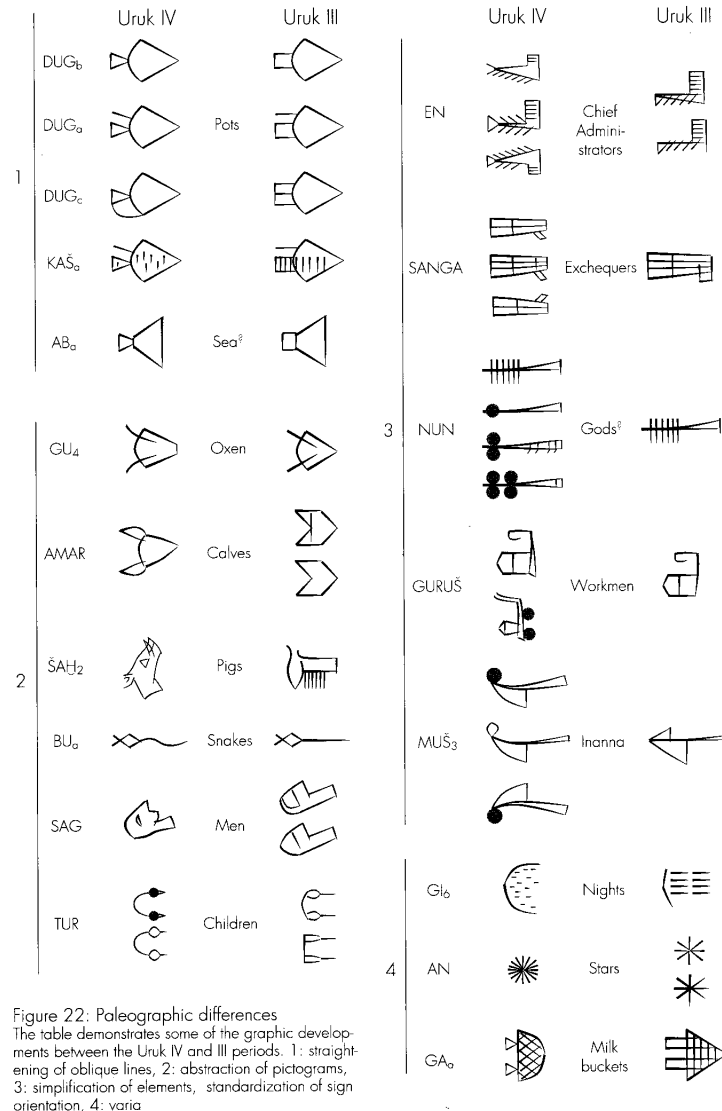 Uruk IV Uruk III
1
DUGb
DUGa Pots
DUGc
KAŠa
ABa Sea?
2
GU4 Oxen
AMAR Calves
ŠAḪ2 Pigs
BUa Snakes
SAG Men
TUR Children
Uruk IV Uruk III
3
EN Chief
Admini-
strators
SANGA Exchequers
NUN Gods?
GURUŠ Workmen
MUŠ3 Inanna
4
GI6 Nights
AN Stars
GAa Milk
buckets
Figure 22: Paleographic differences
The table demonstrates some of the graphic develop-
ments between the Uruk IV and III periods. 1: straight-
ening of oblique lines, 2: abstraction of pictograms,
3: simplification of elements, standardization of sign
orientation, 4: varia